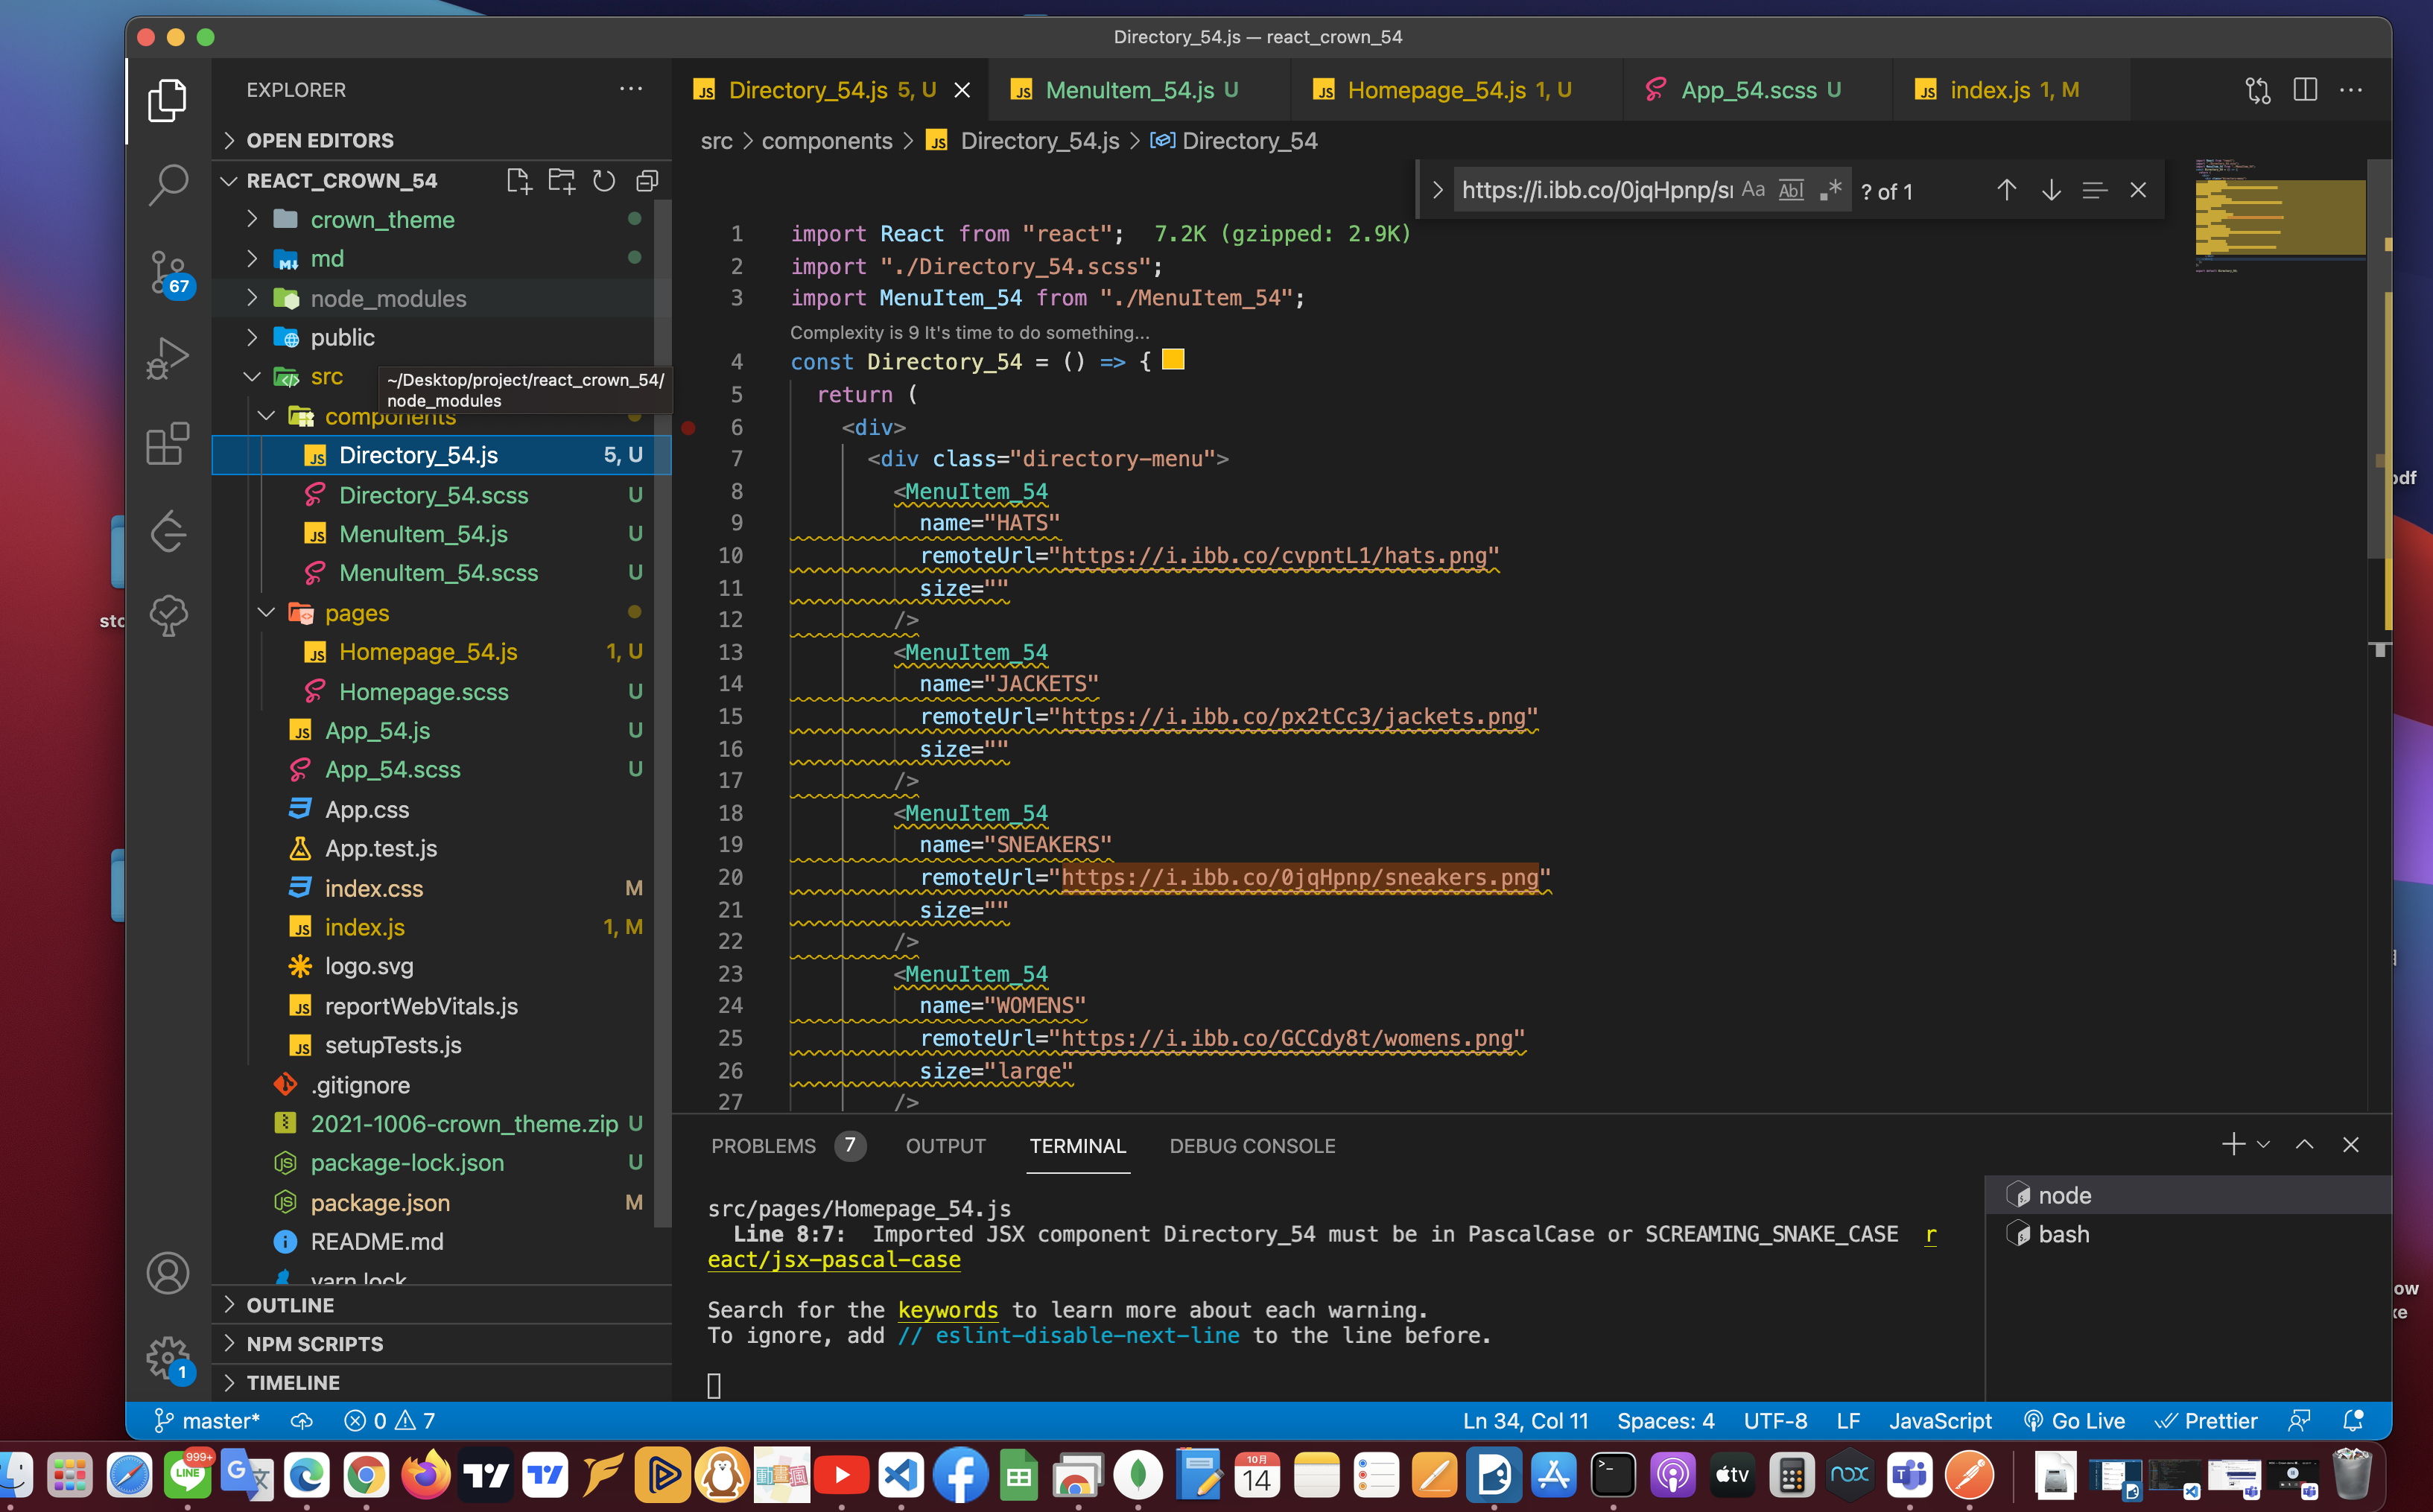 Directory_54.js — react_crown_54
EXPLORER
OPEN EDITORS
REACT_CROWN_54
crown_theme
md
node_modules
public
src
~/Desktop/project/react_crown_54/
node_modules
components
Directory_54.js 5, U
Directory_54.scss U
MenuItem_54.js U
MenuItem_54.scss U
pages
Homepage_54.js 1, U
Homepage.scss U
App_54.js U
App_54.scss U
App.css
App.test.js
index.css M
index.js 1, M
logo.svg
reportWebVitals.js
setupTests.js
.gitignore
2021-1006-crown_theme.zip U
package-lock.json U
package.json M
README.md
yarn.lock
OUTLINE
NPM SCRIPTS
TIMELINE
67
1
Directory_54.js 5, U
MenuItem_54.js U
Homepage_54.js 1, U
App_54.scss U
index.js 1, M
src > components > JS Directory_54.js > Directory_54
https://i.ibb.co/0jqHpnp/s Aa Abl .* ? of 1
1 import React from "react"; 7.2K (gzipped: 2.9K)
2 import "./Directory_54.scss";
3 import MenuItem_54 from "./MenuItem_54";
Complexity is 9 It's time to do something...
4 const Directory_54 = () => {
5 return (
6 <div>
7 <div class="directory-menu">
8 <MenuItem_54
9 name="HATS"
10 remoteUrl="https://i.ibb.co/cvpntL1/hats.png"
11 size=""
12 />
13 <MenuItem_54
14 name="JACKETS"
15 remoteUrl="https://i.ibb.co/px2tCc3/jackets.png"
16 size=""
17 />
18 <MenuItem_54
19 name="SNEAKERS"
20 remoteUrl="https://i.ibb.co/0jqHpnp/sneakers.png"
21 size=""
22 />
23 <MenuItem_54
24 name="WOMENS"
25 remoteUrl="https://i.ibb.co/GCCdy8t/womens.png"
26 size="large"
27 />
PROBLEMS 7 OUTPUT TERMINAL DEBUG CONSOLE
src/pages/Homepage_54.js
Line 8:7: Imported JSX component Directory_54 must be in PascalCase or SCREAMING_SNAKE_CASE r
eact/jsx-pascal-case
Search for the keywords to learn more about each warning.
To ignore, add // eslint-disable-next-line to the line before.
node
bash
master* 0 7 Ln 34, Col 11 Spaces: 4 UTF-8 LF JavaScript Go Live Prettier
999+
LINE
10月
14
tv